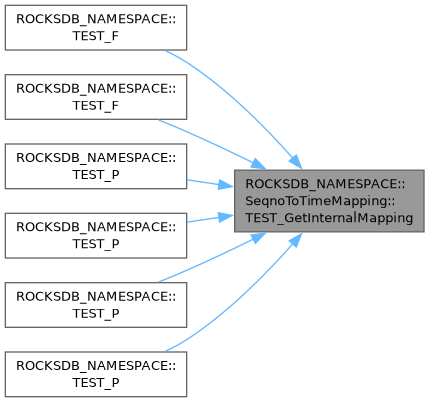 ROCKSDB_NAMESPACE::
TEST_F
ROCKSDB_NAMESPACE::
TEST_F
ROCKSDB_NAMESPACE::
TEST_P
ROCKSDB_NAMESPACE::
TEST_P
ROCKSDB_NAMESPACE::
TEST_P
ROCKSDB_NAMESPACE::
TEST_P
ROCKSDB_NAMESPACE::
SeqnoToTimeMapping::
TEST_GetInternalMapping